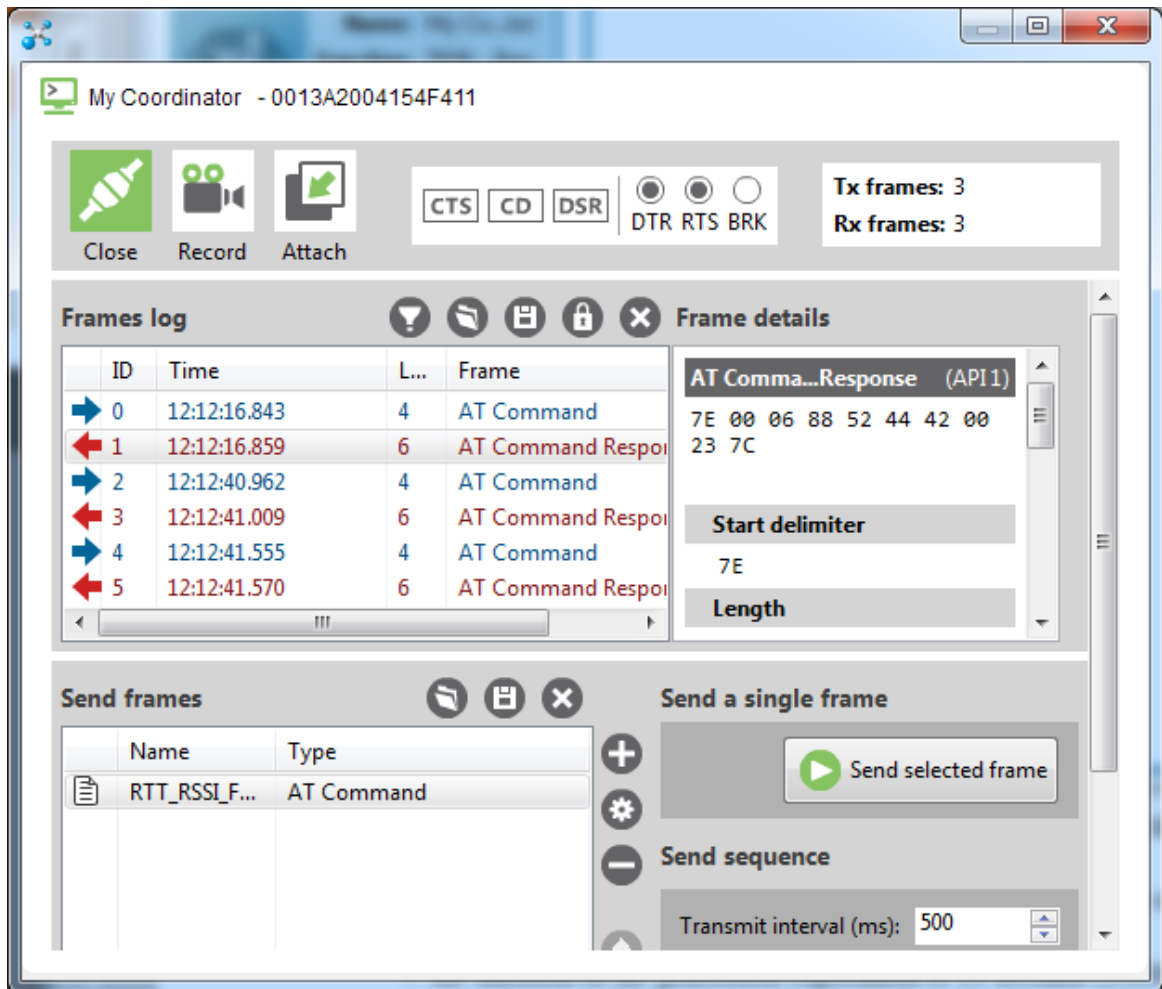 My Coordinator - 0013A2004154F411
Close Record Attach
CTS CD DSR DTR RTS BRK
Tx frames: 3
Rx frames: 3
Frames log
ID Time L... Frame
0 12:12:16.843 4 AT Command
1 12:12:16.859 6 AT Command Respo
2 12:12:40.962 4 AT Command
3 12:12:41.009 6 AT Command Respo
4 12:12:41.555 4 AT Command
5 12:12:41.570 6 AT Command Respo
Frame details
AT Comma...Response (API 1)
7E 00 06 88 52 44 42 00
23 7C
Start delimiter
7E
Length
Send frames
Name Type
RTT_RSSI_F... AT Command
Send a single frame
Send selected frame
Send sequence
Transmit interval (ms): 500